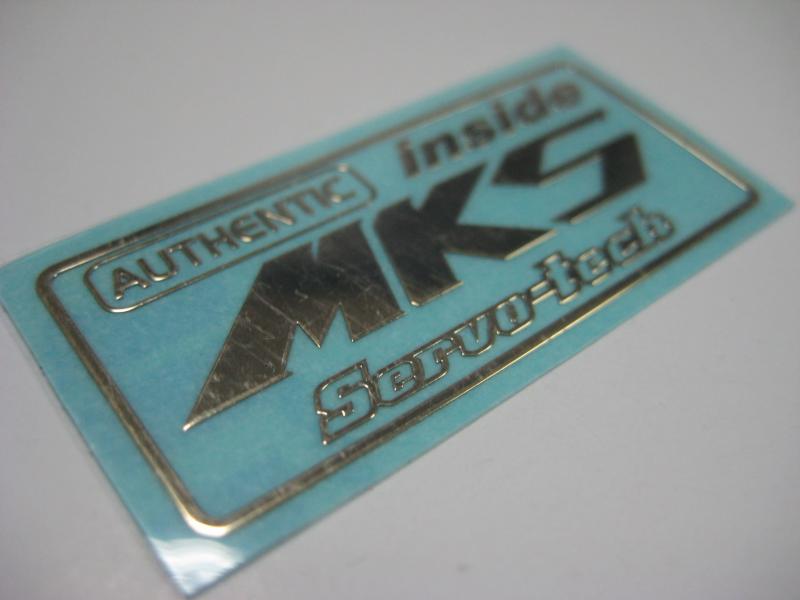 AUTHENTIC inside
MKS
Servo-tech